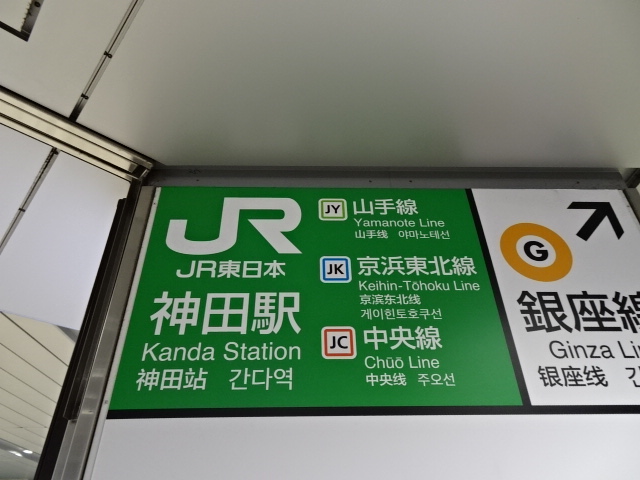 JR
JR東日本
神田駅
Kanda Station
神田站 간다역
JY 山手線
Yamanote Line
山手线 야마노테선
JK 京浜東北線
Keihin-Tōhoku Line
京滨东北线
게이힌토호쿠선
JC 中央線
Chūō Line
中央线 주오선
G
銀座線
Ginza Li
银座线 긴